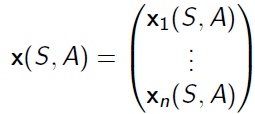 x(S, A) = 
( x₁(S, A)
⋮
xₙ(S, A) )